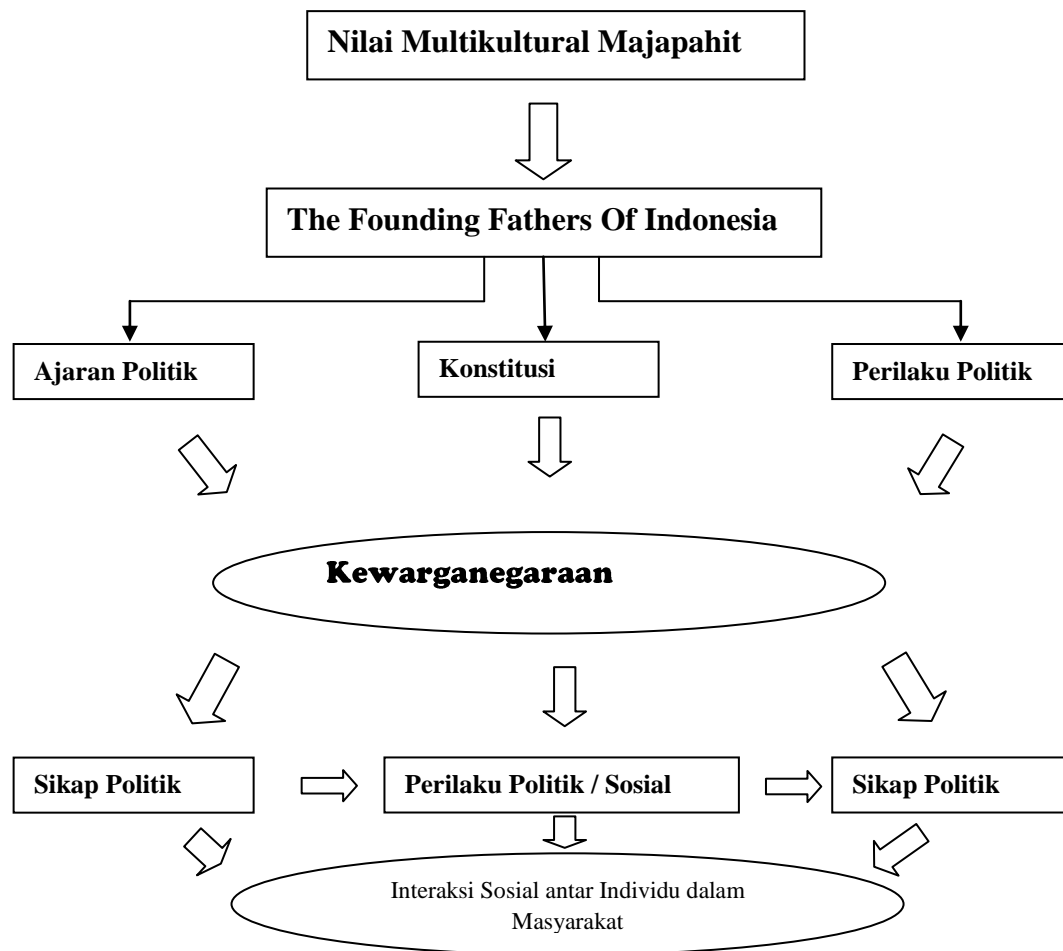 Nilai Multikultural Majapahit
The Founding Fathers Of Indonesia
Ajaran Politik
Konstitusi
Perilaku Politik
Kewarganegaraan
Sikap Politik
Perilaku Politik / Sosial
Sikap Politik
Interaksi Sosial antar Individu dalam
Masyarakat